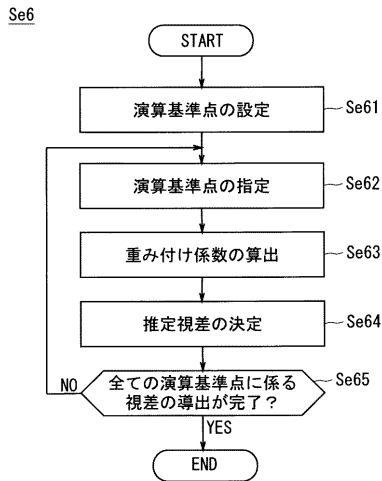 Se6
START
演算基準点の設定
Se61
演算基準点の指定
Se62
重み付け係数の算出
Se63
推定視差の決定
Se64
全ての演算基準点に係る
視差の導出が完了？
Se65
NO
YES
END